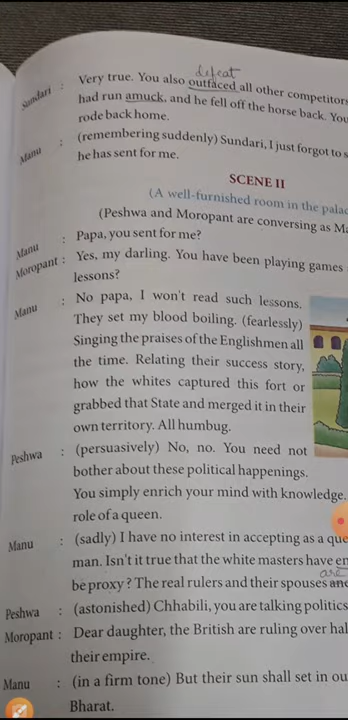 defeat
Sundari : Very true. You also outfaced all other competitors
had run amuck, and he fell off the horse back. You
rode back home.
Manu : (remembering suddenly) Sundari, I just forgot to
he has sent for me.
SCENE II
(A well-furnished room in the
(Peshwa and Moropant are conversing as
Manu : Papa, you sent for me?
Moropant : Yes, my darling. You have been playing games
lessons?
Manu : No papa, I won't read such lessons.
They set my blood boiling. (fearlessly)
Singing the praises of the Englishmen all
the time. Relating their success story,
how the whites captured this fort or
grabbed that State and merged it in their
own territory. All humbug.
Peshwa : (persuasively) No, no. You need not
bother about these political happenings.
You simply enrich your mind with knowledge.
role of a queen.
Manu : (sadly) I have no interest in accepting as a
man. Isn't it true that the white masters have
are
be proxy? The real rulers and their spouses
Peshwa : (astonished) Chhabili, you are talking politics
Moropant : Dear daughter, the British are ruling over
their empire.
Manu : (in a firm tone) But their sun shall set in
Bharat.